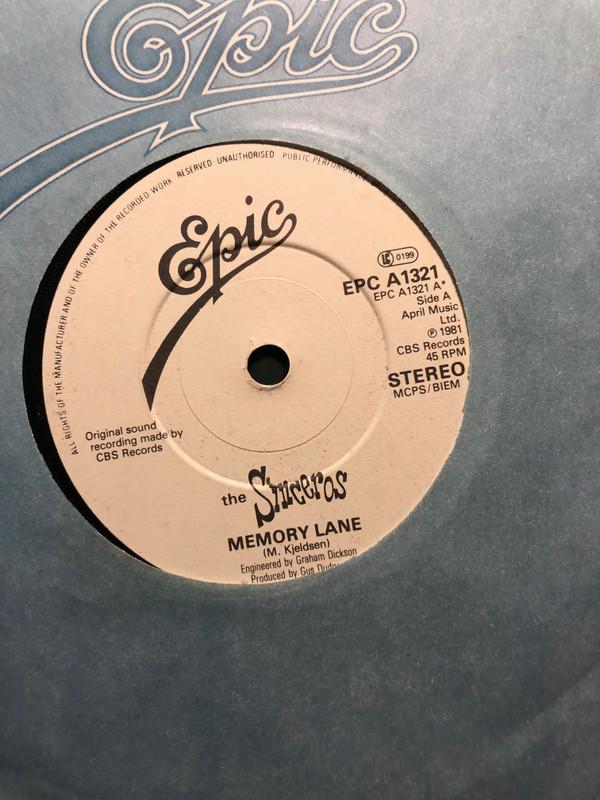 Epic
ALL RIGHTS OF THE MANUFACTURER AND OF THE OWNER OF THE RECORDED WORK RESERVED UNAUTHORISED PUBLIC
Epic
LC 0199
EPC A1321
EPC A1321 A*
Side A
April Music
Ltd.
℗ 1981
CBS Records
45 RPM
STEREO
MCPS/BIEM
Original sound
recording made by
CBS Records
the Sinceros
MEMORY LANE
(M. Kjeldsen)
Engineered by Graham Dickson
Produced by Gus